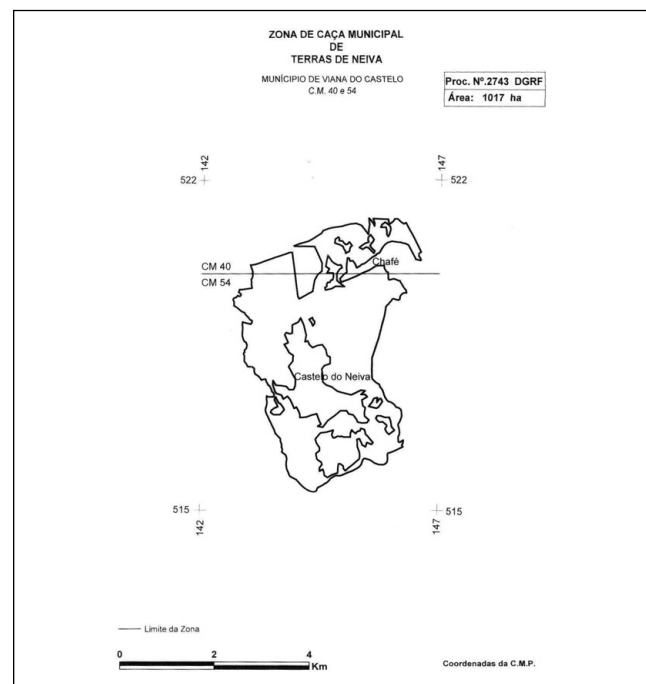 ZONA DE CAÇA MUNICIPAL
DE
TERRAS DE NEIVA
MUNÍCIPIO DE VIANA DO CASTELO
C.M. 40 e 54
Proc. Nº.2743 DGRF
Área: 1017 ha
142
147
522
522
Chafé
CM 40
CM 54
Castelo do Neiva
515
515
142
147
Limite da Zona
0 2 4
Km
Coordenadas da C.M.P.